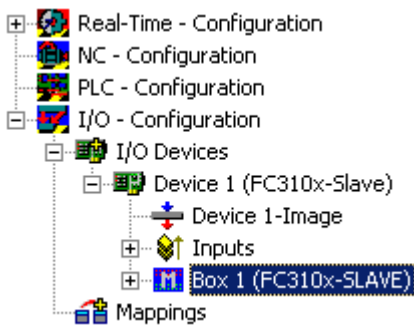 Real-Time - Configuration
NC - Configuration
PLC - Configuration
I/O - Configuration
I/O Devices
Device 1 (FC310x-Slave)
Device 1-Image
Inputs
Box 1 (FC310x-SLAVE)
Mappings